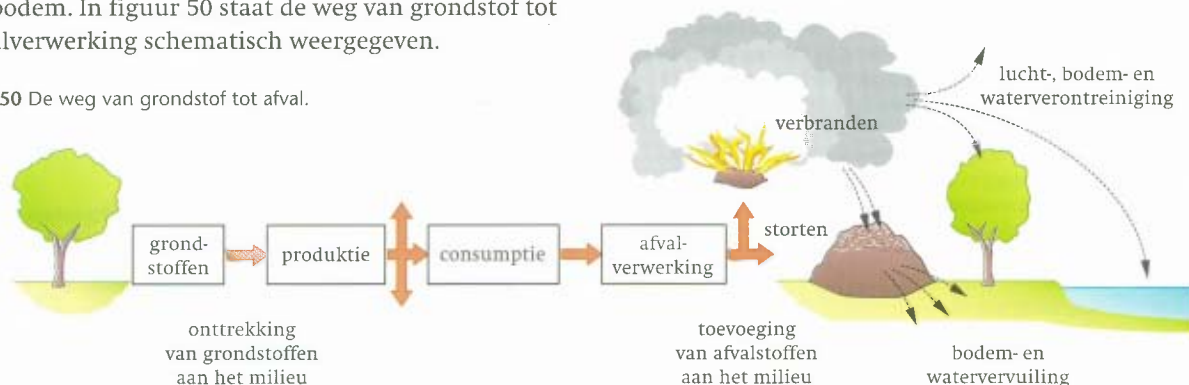 bodem. In figuur 50 staat de weg van grondstof tot
lverwerking schematisch weergegeven.
50 De weg van grondstof tot afval.
lucht-, bodem- en
waterverontreiniging
verbranden
grond-
stoffen
produktie
consumptie
afval-
verwerking
storten
onttrekking
van grondstoffen
aan het milieu
toevoeging
van afvalstoffen
aan het milieu
bodem- en
watervervuiling